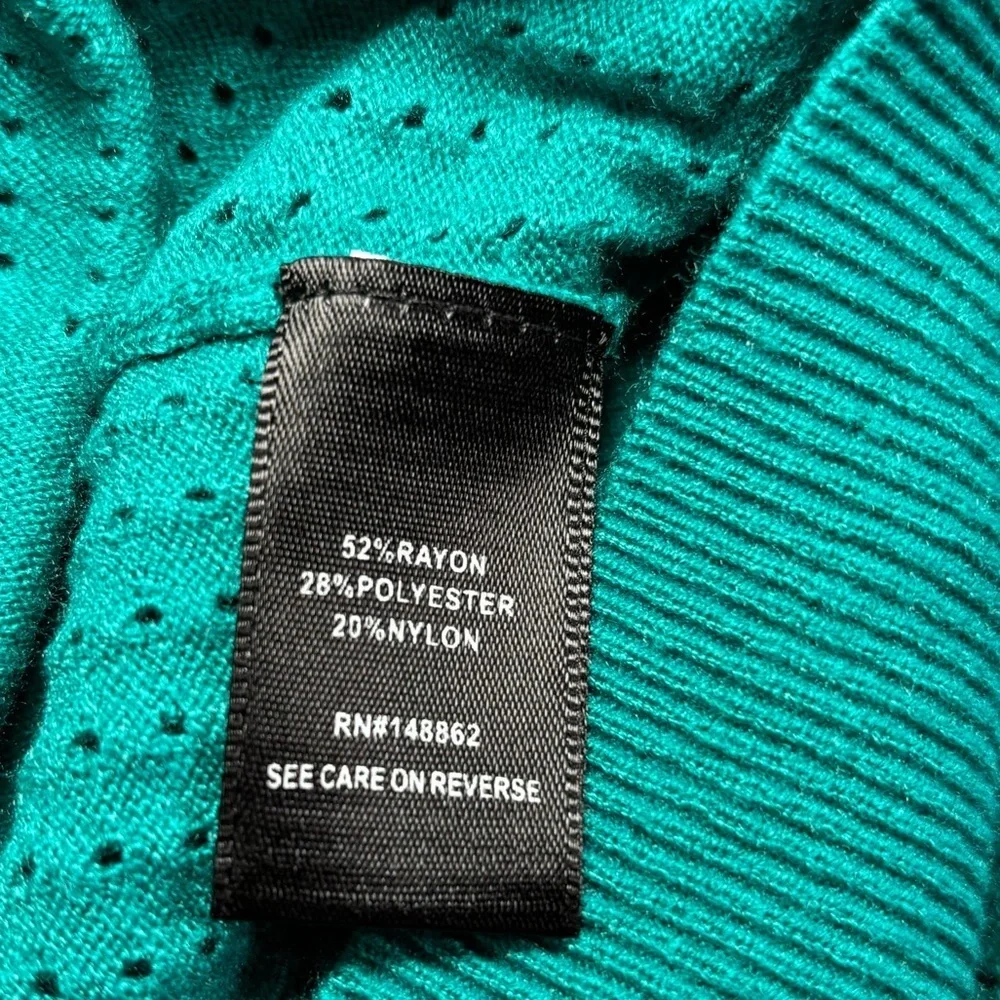 52%RAYON
28%POLYESTER
20%NYLON
RN#148862
SEE CARE ON REVERSE